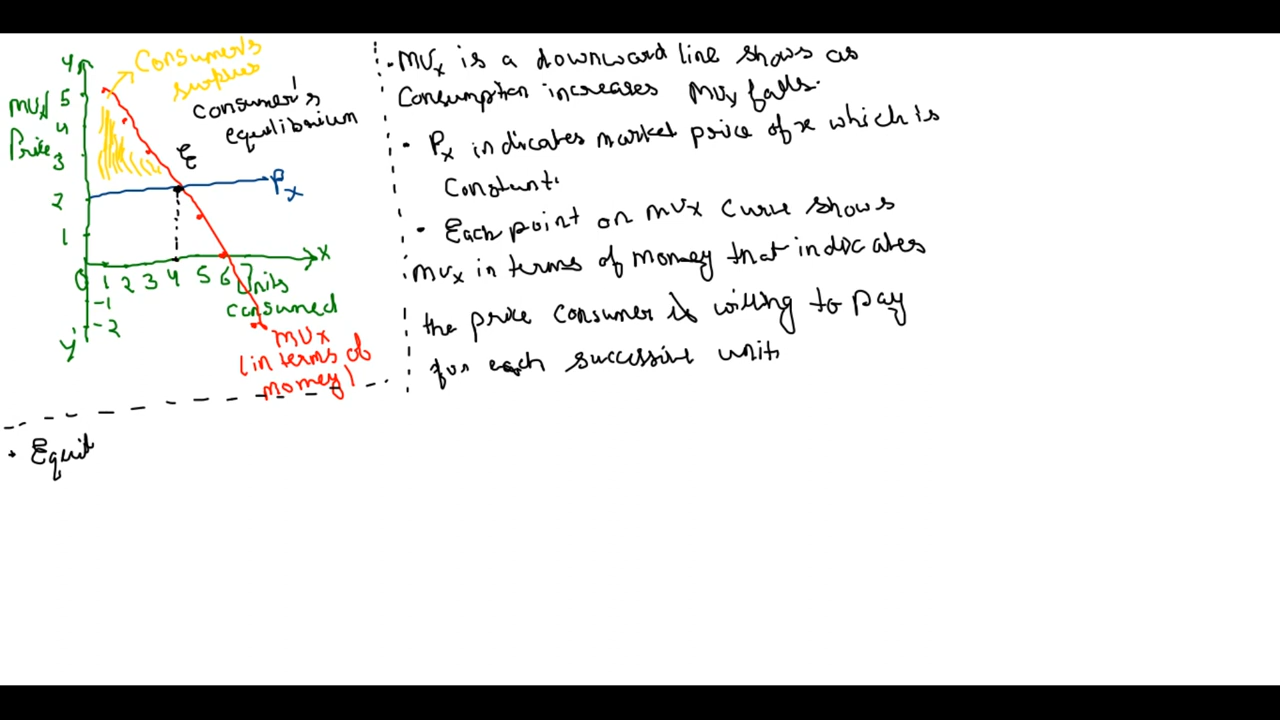 Y
MUx/
Price
5
4
3
2
1
0 1 2 3 4 5 6 7
-1
-2
Y'
X
Units
consumed
Consumer's
surplus
Consumer's
equilibrium
E
Px
MUx
(in terms of
money)
• MUx is a downward line shows as
Consumption increases MUx falls.
• Px indicates market price of x which is
Constant.
• Each point on MUx curve shows
MUx in terms of money that indicates
the price consumer is willing to pay
for each successive unit
• Equil